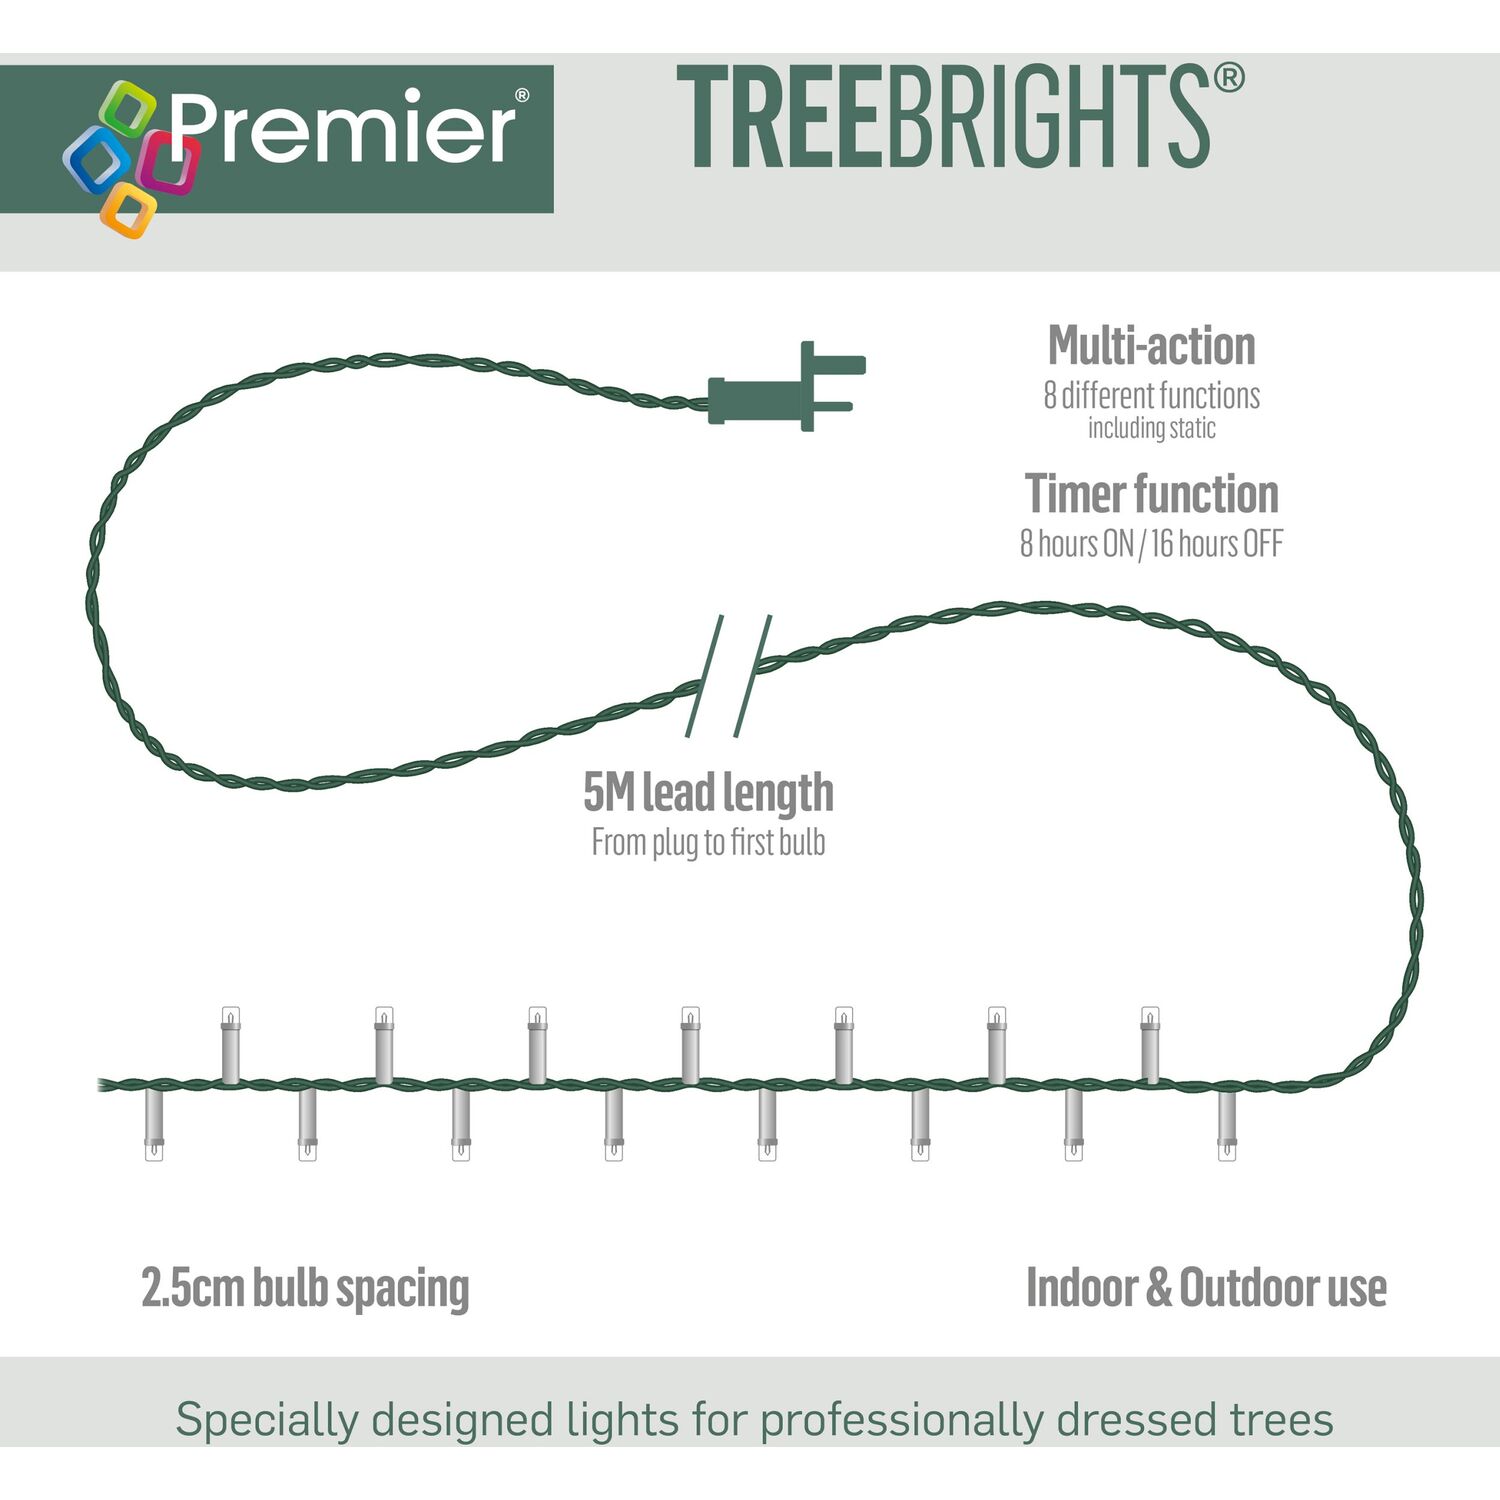 Premier®
TREEBRIGHTS®
Multi-action
8 different functions
including static
Timer function
8 hours ON / 16 hours OFF
5M lead length
From plug to first bulb
2.5cm bulb spacing
Indoor & Outdoor use
Specially designed lights for professionally dressed trees